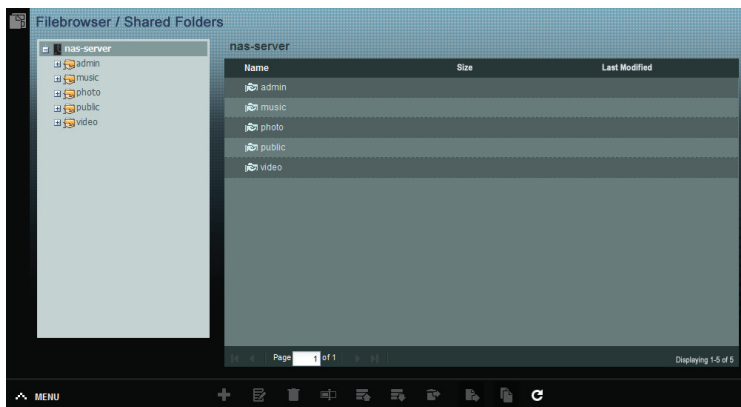 Filebrowser / Shared Folders
nas-server
admin
music
photo
public
video
nas-server
Name Size Last Modified
admin
music
photo
public
video
Page 1 of 1
Displaying 1-5 of 5
MENU